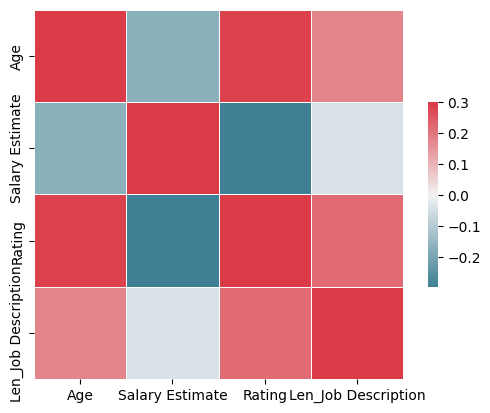 Age
Salary Estimate
Rating
Len_Job Description
Age
Salary Estimate
Rating
Len_Job Description
0.3
0.2
0.1
0.0
−0.1
−0.2